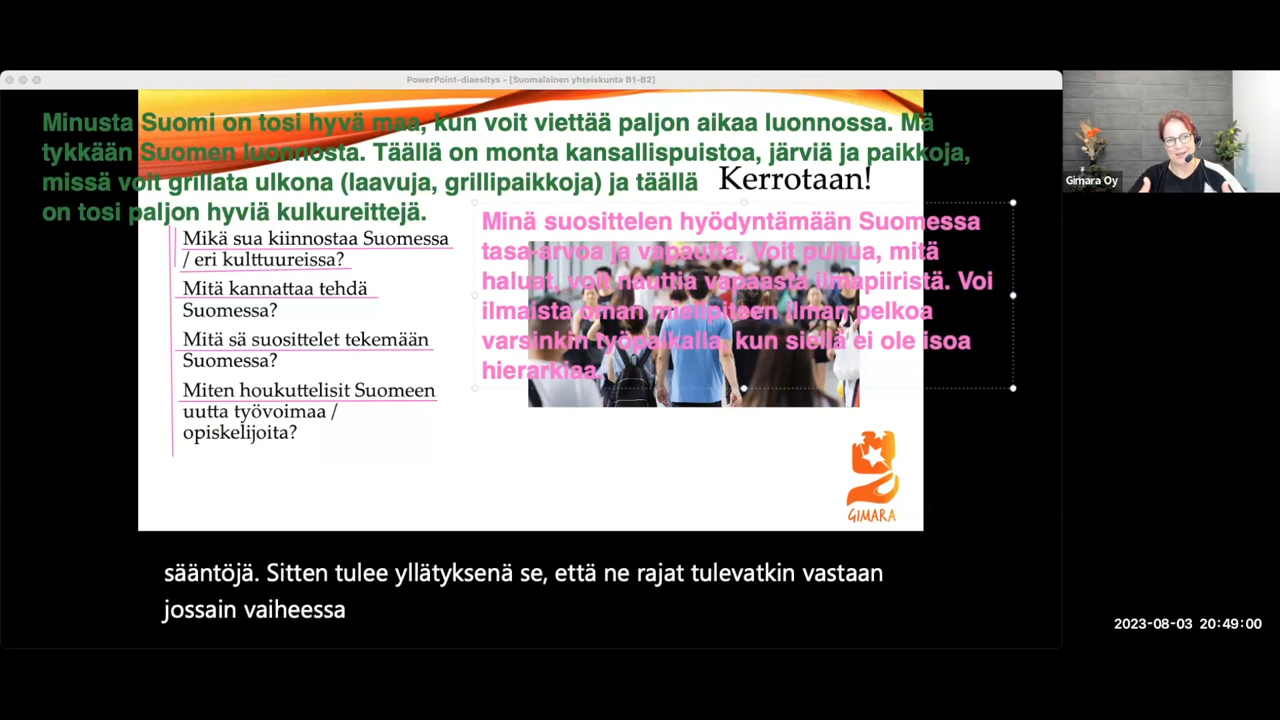 PowerPoint-diaesitys - [Suomalainen yhteiskunta B1-B2]
Minusta Suomi on tosi hyvä maa, kun voit viettää paljon aikaa luonnossa. Mä
tykkään Suomen luonnosta. Täällä on monta kansallispuistoa, järviä ja paikkoja,
missä voit grillata ulkona (laavuja, grillipaikkoja) ja täällä
on tosi paljon hyviä kulkureittejä.
Kerrotaan!
Mikä sua kiinnostaa Suomessa
/ eri kulttuureissa?
Mitä kannattaa tehdä
Suomessa?
Mitä sä suosittelet tekemään
Suomessa?
Miten houkuttelisit Suomeen
uutta työvoimaa /
opiskelijoita?
Minä suosittelen hyödyntämään Suomessa
tasa-arvoa ja vapautta. Voit puhua, mitä
haluat, voit nauttia vapaasta ilmapiiristä. Voi
ilmaista oman mielipiteen ilman pelkoa
varsinkin työpaikalla, kun siellä ei ole isoa
hierarkiaa.
GIMARA
sääntöjä. Sitten tulee yllätyksenä se, että ne rajat tulevatkin vastaan
jossain vaiheessa
Gimara Oy
2023-08-03 20:49:00